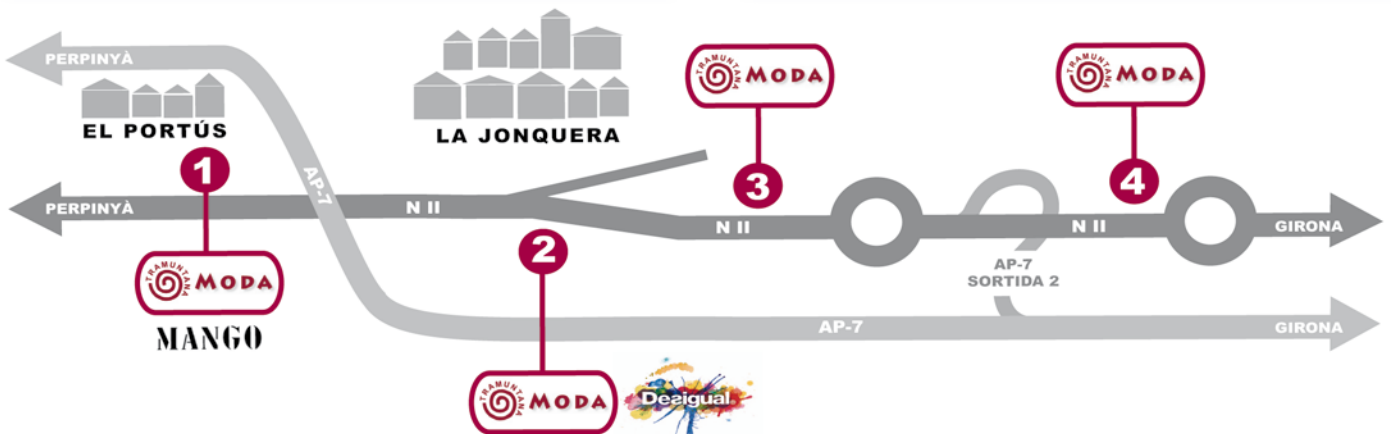 PERPINYÀ
EL PORTÚS
LA JONQUERA
TRAMUNTANA MODA
TRAMUNTANA MODA
1
AP-7
3
4
PERPINYÀ
N II
N II
N II
GIRONA
2
TRAMUNTANA MODA
AP-7
SORTIDA 2
MANGO
AP-7
GIRONA
TRAMUNTANA MODA
Desigual.